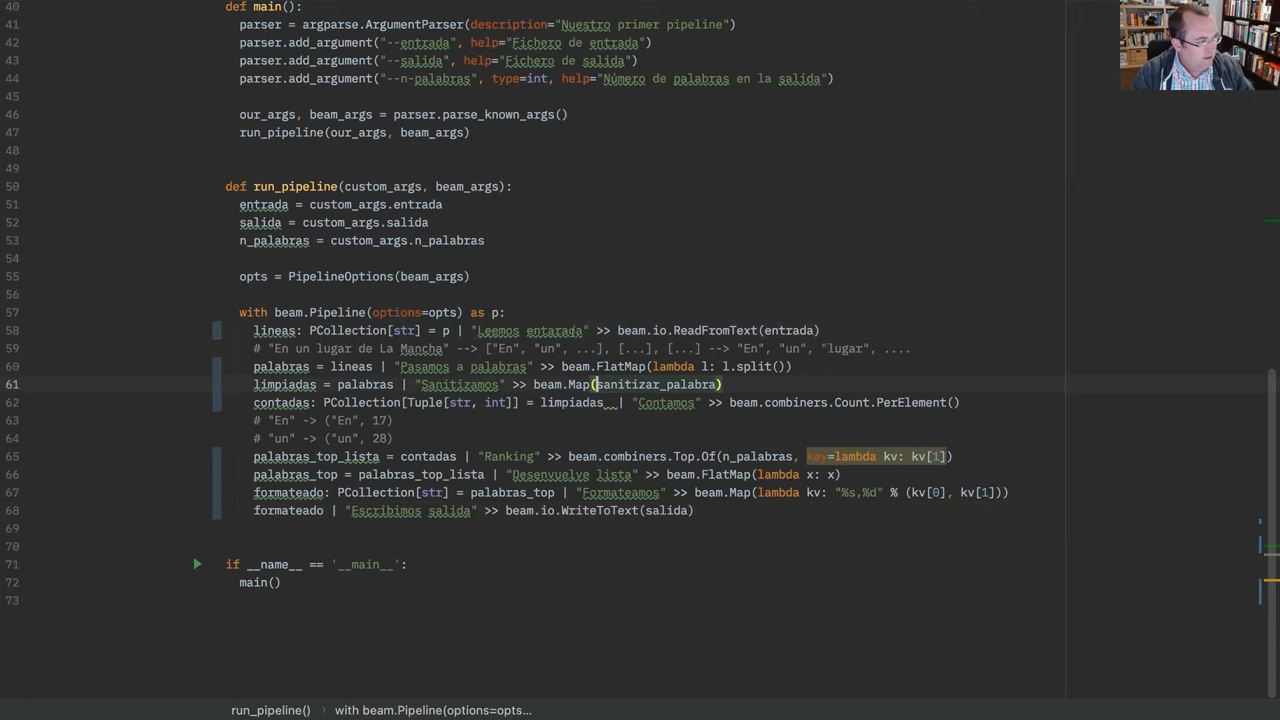 40 def main():
41 parser = argparse.ArgumentParser(description="Nuestro primer pipeline")
42 parser.add_argument("--entrada", help="Fichero de entrada")
43 parser.add_argument("--salida", help="Fichero de salida")
44 parser.add_argument("--n-palabras", type=int, help="Número de palabras en la salida")
45
46 our_args, beam_args = parser.parse_known_args()
47 run_pipeline(our_args, beam_args)
48
49
50 def run_pipeline(custom_args, beam_args):
51 entrada = custom_args.entrada
52 salida = custom_args.salida
53 n_palabras = custom_args.n_palabras
54
55 opts = PipelineOptions(beam_args)
56
57 with beam.Pipeline(options=opts) as p:
58 lineas: PCollection[str] = p | "Leemos entarada" >> beam.io.ReadFromText(entrada)
59 # "En un lugar de La Mancha" --> ["En", "un", ...], [...], [...] --> "En", "un", "lugar", ....
60 palabras = lineas | "Pasamos a palabras" >> beam.FlatMap(lambda l: l.split())
61 limpiadas = palabras | "Sanitizamos" >> beam.Map(sanitizar_palabra)
62 contadas: PCollection[Tuple[str, int]] = limpiadas | "Contamos" >> beam.combiners.Count.PerElement()
63 # "En" -> ("En", 17)
64 # "un" -> ("un", 28)
65 palabras_top_lista = contadas | "Ranking" >> beam.combiners.Top.Of(n_palabras, key=lambda kv: kv[1])
66 palabras_top = palabras_top_lista | "Desenvuelve lista" >> beam.FlatMap(lambda x: x)
67 formateado: PCollection[str] = palabras_top | "Formateamos" >> beam.Map(lambda kv: "%s,%d" % (kv[0], kv[1]))
68 formateado | "Escribimos salida" >> beam.io.WriteToText(salida)
69
70
71 if __name__ == '__main__':
72 main()
73
run_pipeline() › with beam.Pipeline(options=opts...